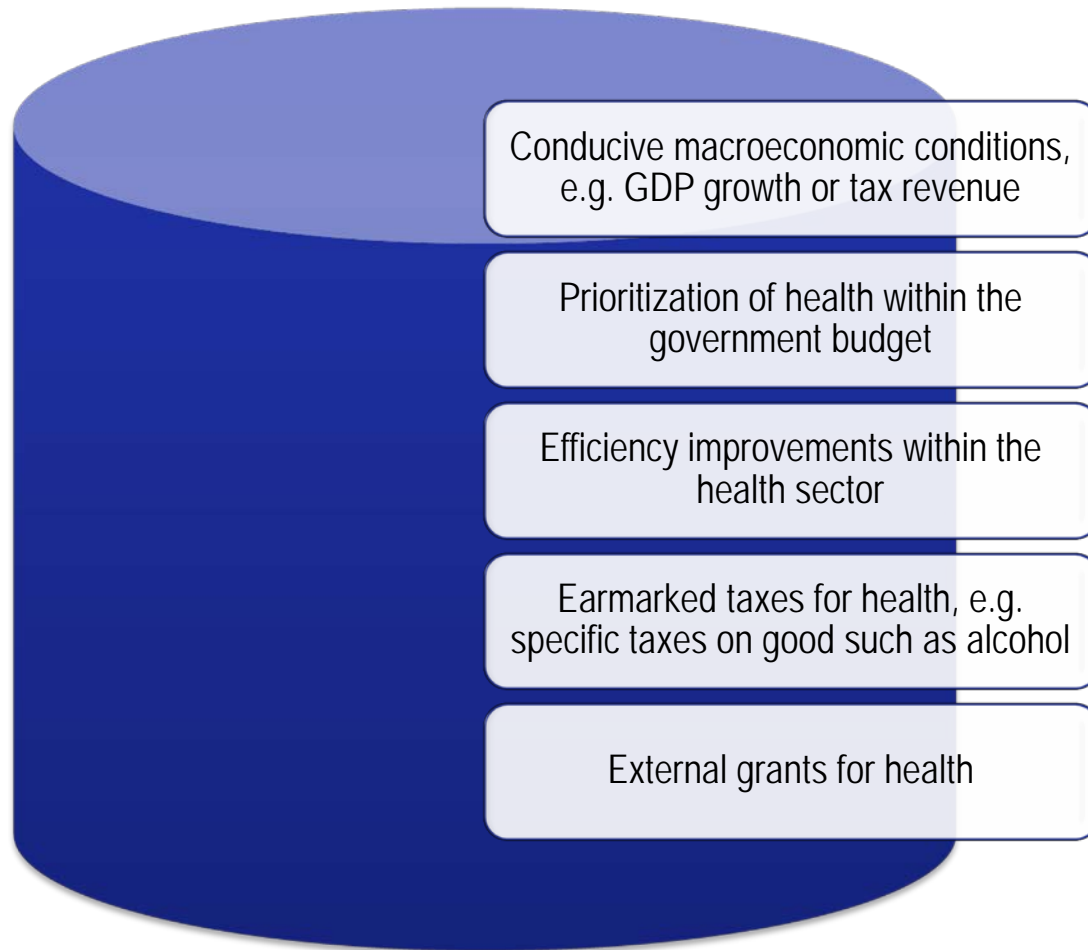 Conducive macroeconomic conditions,
e.g. GDP growth or tax revenue
Prioritization of health within the
government budget
Efficiency improvements within the
health sector
Earmarked taxes for health, e.g.
specific taxes on good such as alcohol
External grants for health